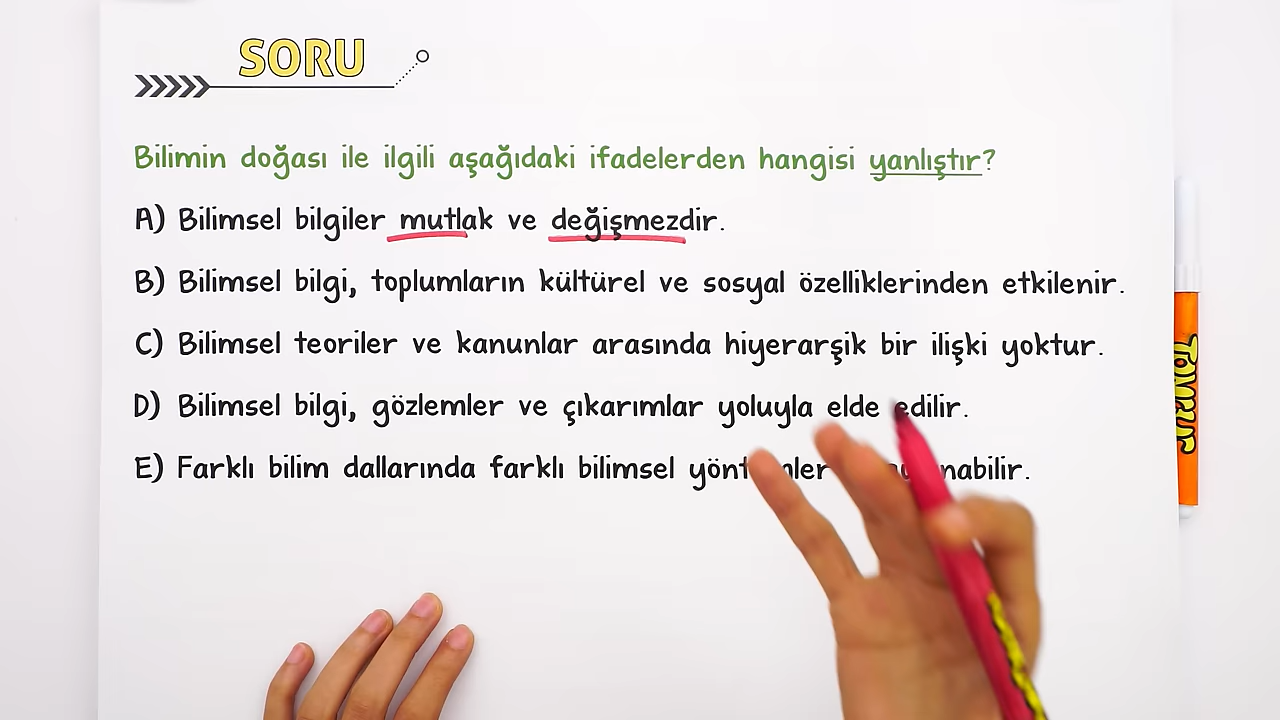 SORU
Bilimin doğası ile ilgili aşağıdaki ifadelerden hangisi yanlıştır?
A) Bilimsel bilgiler mutlak ve değişmezdir.
B) Bilimsel bilgi, toplumların kültürel ve sosyal özelliklerinden etkilenir.
C) Bilimsel teoriler ve kanunlar arasında hiyerarşik bir ilişki yoktur.
D) Bilimsel bilgi, gözlemler ve çıkarımlar yoluyla elde edilir.
E) Farklı bilim dallarında farklı bilimsel